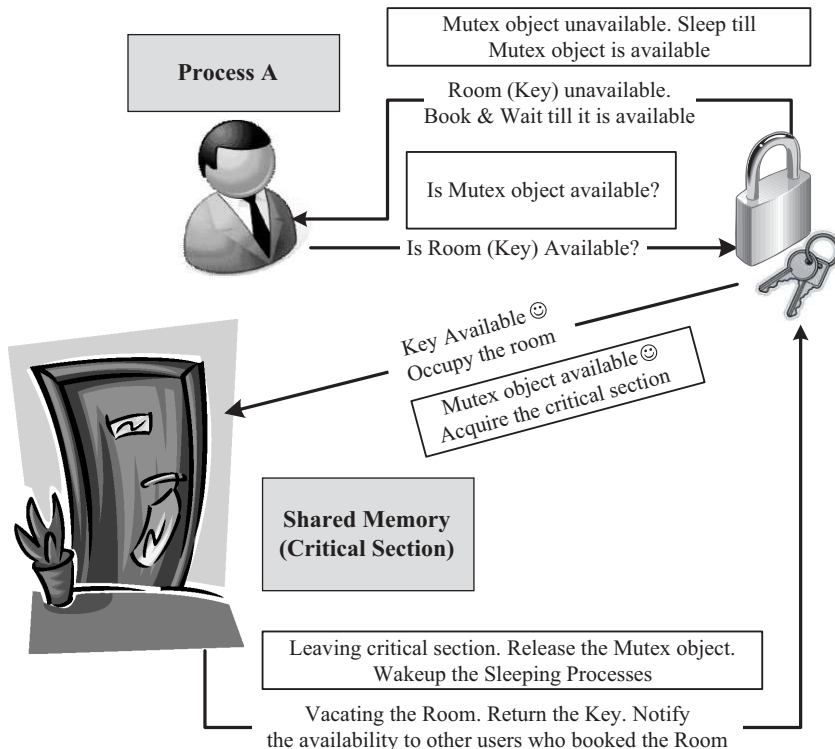 Mutex object unavailable. Sleep till
Mutex object is available
Process A
Room (Key) unavailable.
Book & Wait till it is available
Is Mutex object available?
Is Room (Key) Available?
Key Available ☺
Occupy the room
Mutex object available ☺
Acquire the critical section
Shared Memory
(Critical Section)
Leaving critical section. Release the Mutex object.
Wakeup the Sleeping Processes
Vacating the Room. Return the Key. Notify
the availability to other users who booked the Room